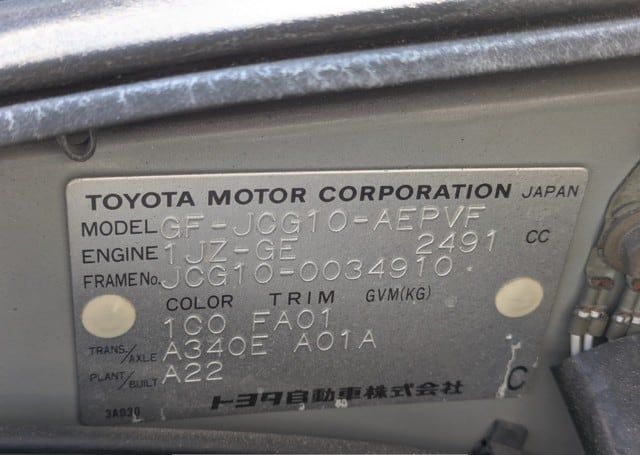 TOYOTA MOTOR CORPORATION JAPAN
MODEL GF-JCG10-AEPVF
ENGINE 1JZ-GE 2491 CC
FRAME No. JCG10-0034910
COLOR TRIM GVM(KG)
1C0 FA01
TRANS/AXLE A340E A01A
PLANT/BUILT A22
トヨタ自動車株式会社 C
3A030